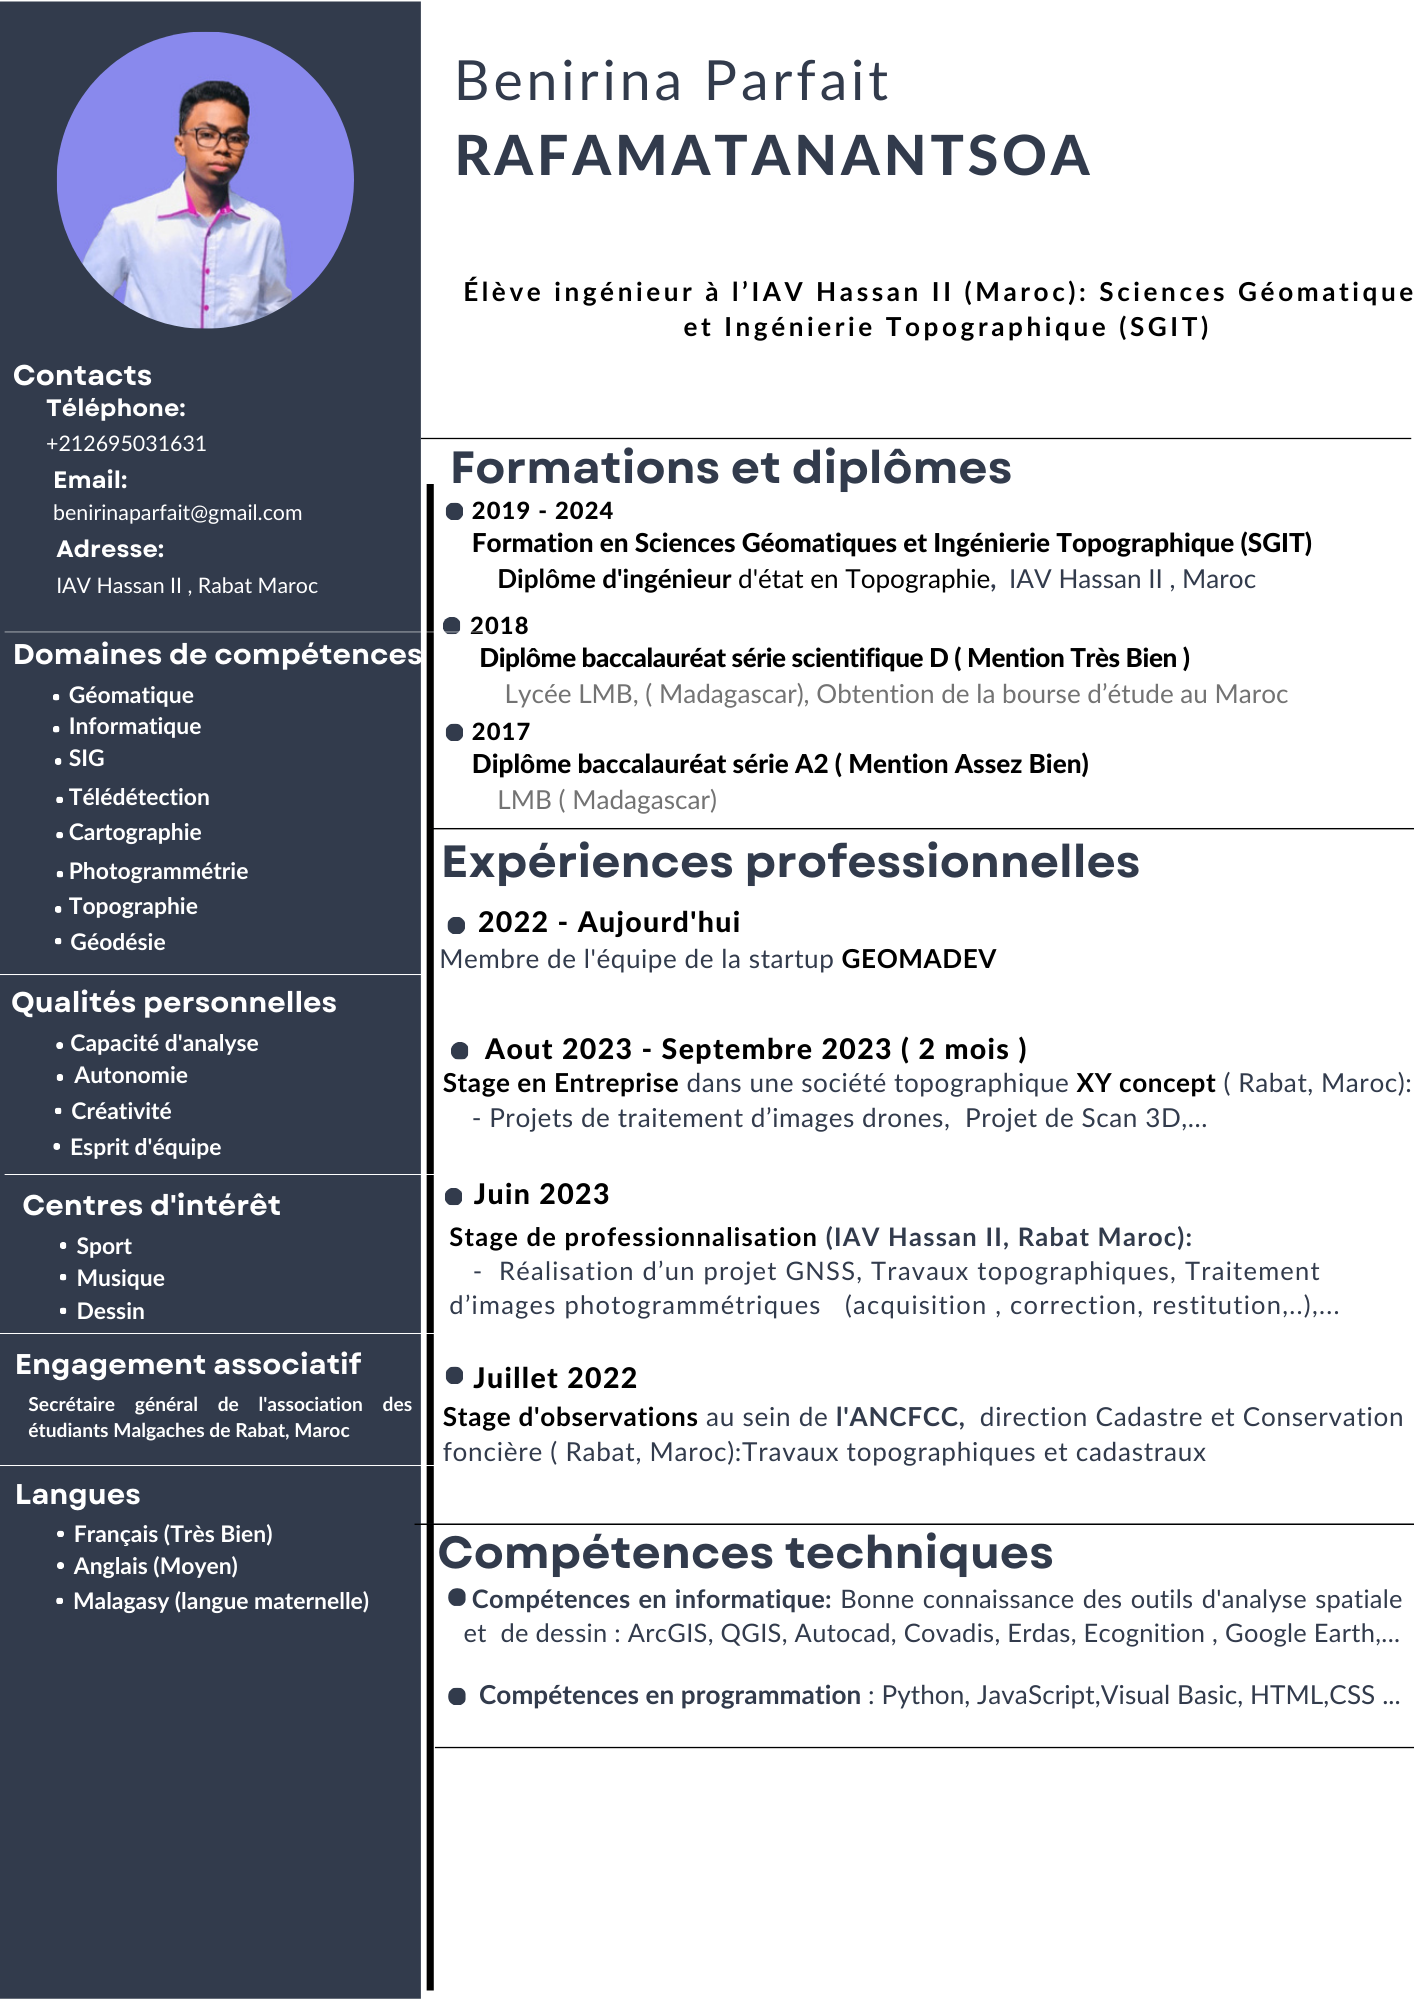 Benirina Parfait
RAFAMATANANTSOA
Élève ingénieur à l’IAV Hassan II (Maroc): Sciences Géomatique
et Ingénierie Topographique (SGIT)
Contacts
Téléphone:
+212695031631
Email:
benirinaparfait@gmail.com
Adresse:
IAV Hassan II , Rabat Maroc
Domaines de compétences
• Géomatique
• Informatique
• SIG
• Télédétection
• Cartographie
• Photogrammétrie
• Topographie
• Géodésie
Qualités personnelles
• Capacité d'analyse
• Autonomie
• Créativité
• Esprit d'équipe
Centres d'intérêt
• Sport
• Musique
• Dessin
Engagement associatif
Secrétaire général de l'association des
étudiants Malgaches de Rabat, Maroc
Langues
• Français (Très Bien)
• Anglais (Moyen)
• Malagasy (langue maternelle)
Formations et diplômes
2019 - 2024
Formation en Sciences Géomatiques et Ingénierie Topographique (SGIT)
Diplôme d'ingénieur d'état en Topographie, IAV Hassan II , Maroc
2018
Diplôme baccalauréat série scientifique D ( Mention Très Bien )
Lycée LMB, ( Madagascar), Obtention de la bourse d’étude au Maroc
2017
Diplôme baccalauréat série A2 ( Mention Assez Bien)
LMB ( Madagascar)
Expériences professionnelles
2022 - Aujourd'hui
Membre de l'équipe de la startup GEOMADEV
Aout 2023 - Septembre 2023 ( 2 mois )
Stage en Entreprise dans une société topographique XY concept ( Rabat, Maroc):
- Projets de traitement d’images drones, Projet de Scan 3D,...
Juin 2023
Stage de professionnalisation (IAV Hassan II, Rabat Maroc):
- Réalisation d’un projet GNSS, Travaux topographiques, Traitement
d’images photogrammétriques (acquisition , correction, restitution,..),...
Juillet 2022
Stage d'observations au sein de l'ANCFCC, direction Cadastre et Conservation
foncière ( Rabat, Maroc):Travaux topographiques et cadastraux
Compétences techniques
Compétences en informatique: Bonne connaissance des outils d'analyse spatiale
et de dessin : ArcGIS, QGIS, Autocad, Covadis, Erdas, Ecognition , Google Earth,...
Compétences en programmation : Python, JavaScript,Visual Basic, HTML,CSS ...